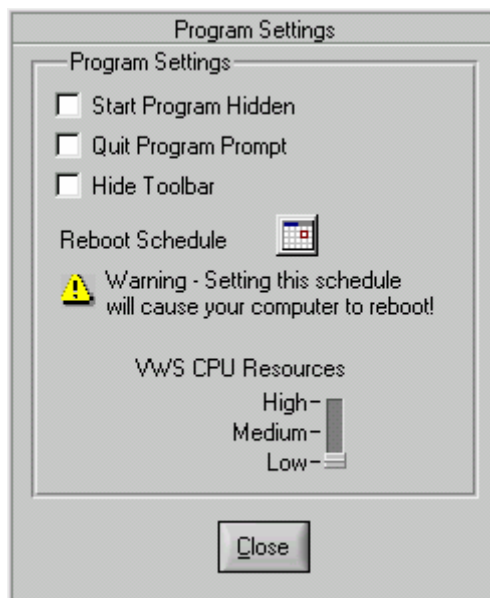 Program Settings
Program Settings
Start Program Hidden
Quit Program Prompt
Hide Toolbar
Reboot Schedule
Warning - Setting this schedule
will cause your computer to reboot!
VWS CPU Resources
High
Medium
Low
Close